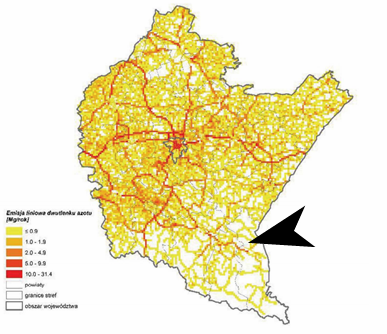 Emisja liniowa dwutlenku azotu
[Mg/rok]
≤ 0.9
1.0 - 1.9
2.0 - 4.9
5.0 - 9.9
10.0 - 31.4
powiaty
granice stref
obszar województwa